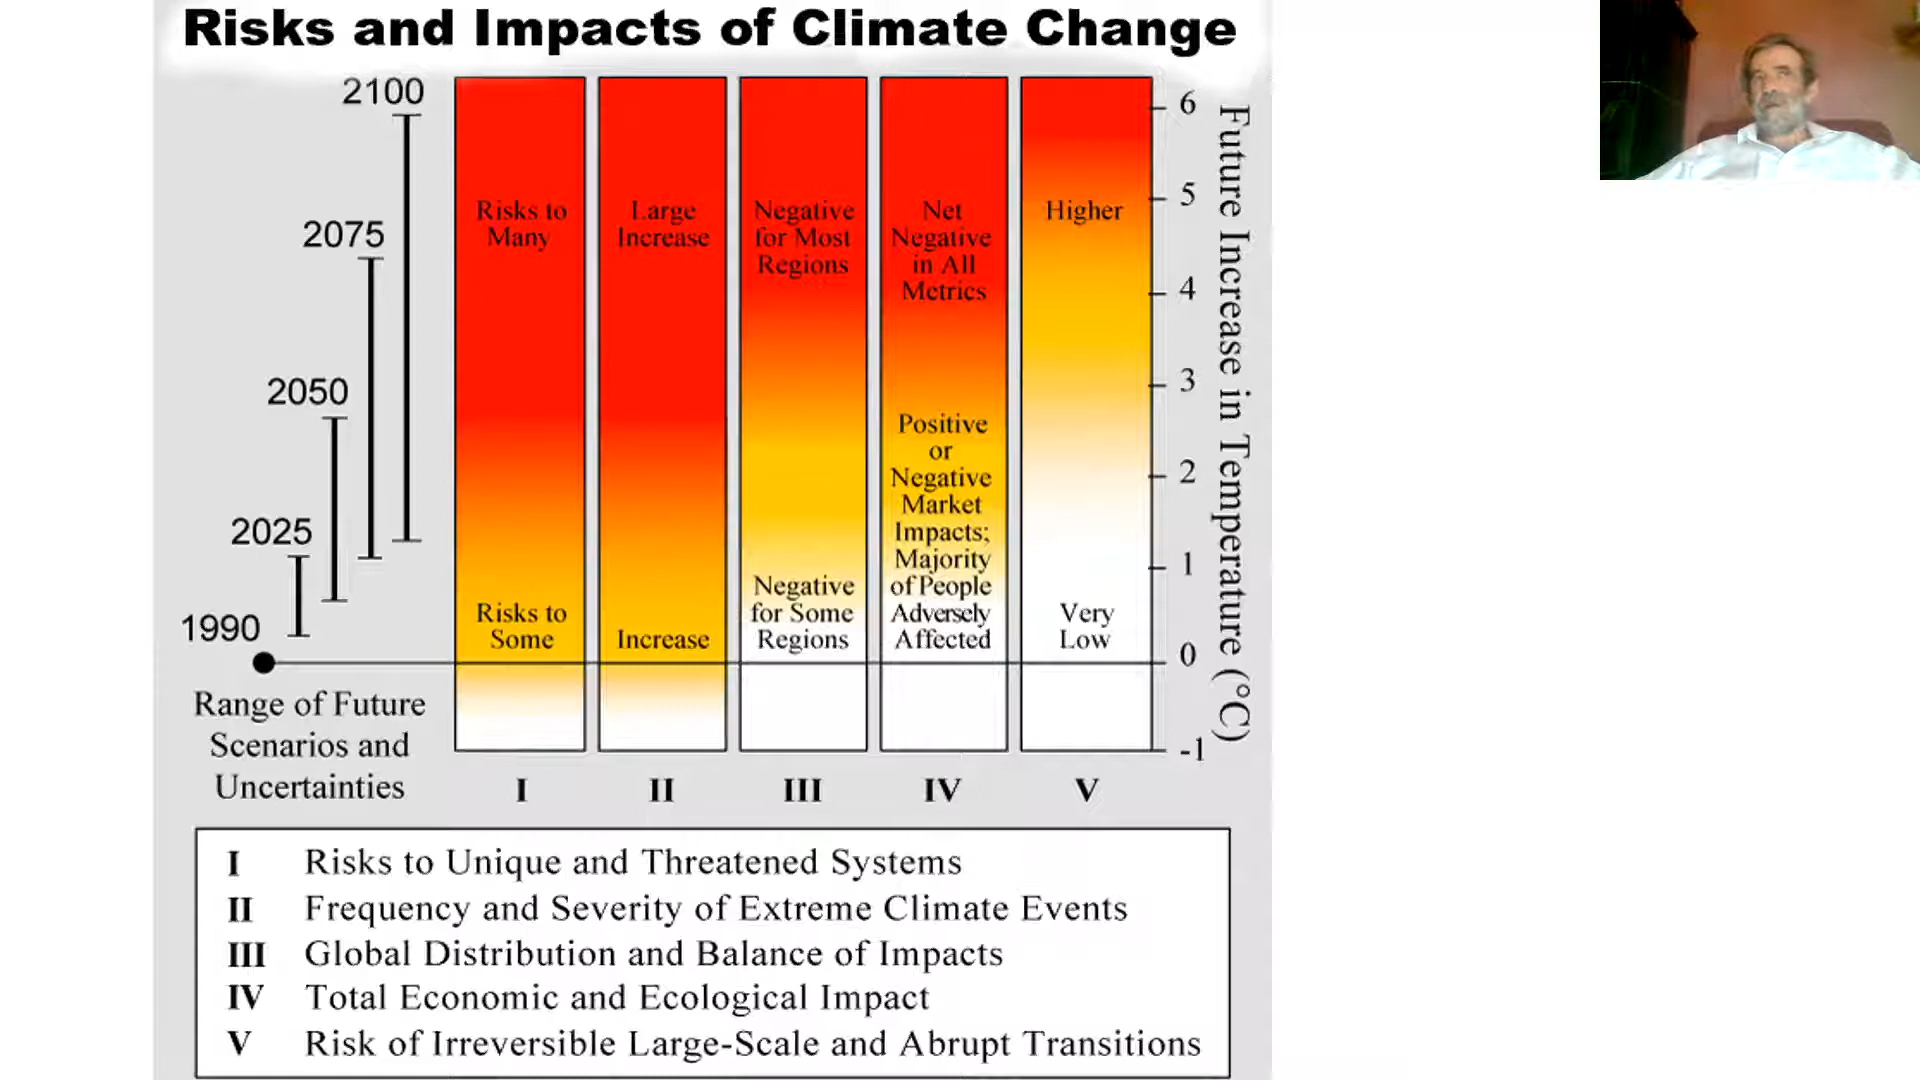 Risks and Impacts of Climate Change
2100
2075
2050
2025
1990
Range of Future
Scenarios and
Uncertainties
Risks to
Many
Risks to
Some
I
Large
Increase
Increase
II
Negative
for Most
Regions
Negative
for Some
Regions
III
Net
Negative
in All
Metrics
Positive
or
Negative
Market
Impacts;
Majority
of People
Adversely
Affected
IV
Higher
Very
Low
V
6
5
4
3
2
1
0
-1
Future Increase in Temperature (°C)
I Risks to Unique and Threatened Systems
II Frequency and Severity of Extreme Climate Events
III Global Distribution and Balance of Impacts
IV Total Economic and Ecological Impact
V Risk of Irreversible Large-Scale and Abrupt Transitions